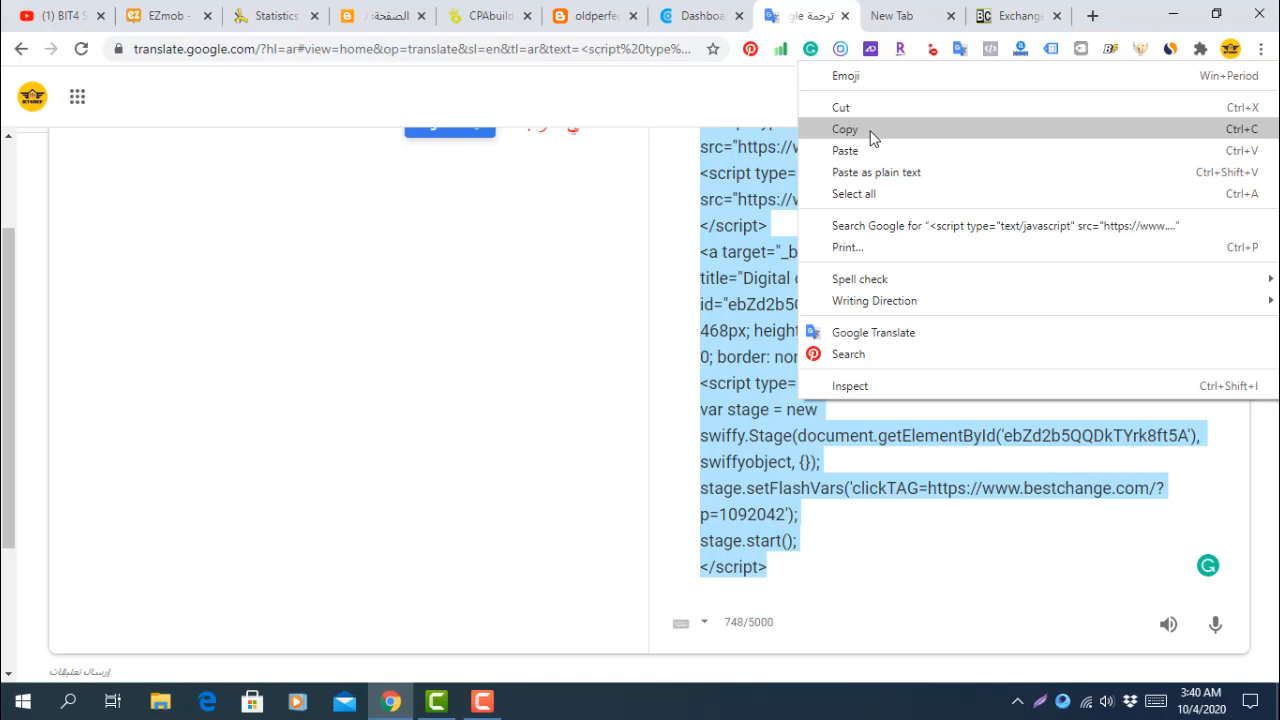 (1) BIT4 S
EZmob -
Statistics
الصفحة:
CPAbuild
oldperfec
Dashboa
ترجمة gle
New Tab
Exchange
translate.google.com/?hl=ar#view=home&op=translate&sl=en&tl=ar&text=<script%20type%...
Emoji Win+Period
Cut Ctrl+X
Copy Ctrl+C
Paste Ctrl+V
Paste as plain text Ctrl+Shift+V
Select all Ctrl+A
Search Google for “<script type="text/javascript" src="https://www....”
Print... Ctrl+P
Spell check
Writing Direction
Google Translate
Search
Inspect Ctrl+Shift+I
src="https://w
<script type=
src="https://w
</script>
<a target="_b
title="Digital
id="ebZd2b5
468px; height
0; border: non
<script type=
var stage = new
swiffy.Stage(document.getElementById('ebZd2b5QQDkTYrk8ft5A'),
swiffyobject, {});
stage.setFlashVars('clickTAG=https://www.bestchange.com/?
p=1092042');
stage.start();
</script>
748/5000
إرسال تعليقات
3:40 AM
10/4/2020